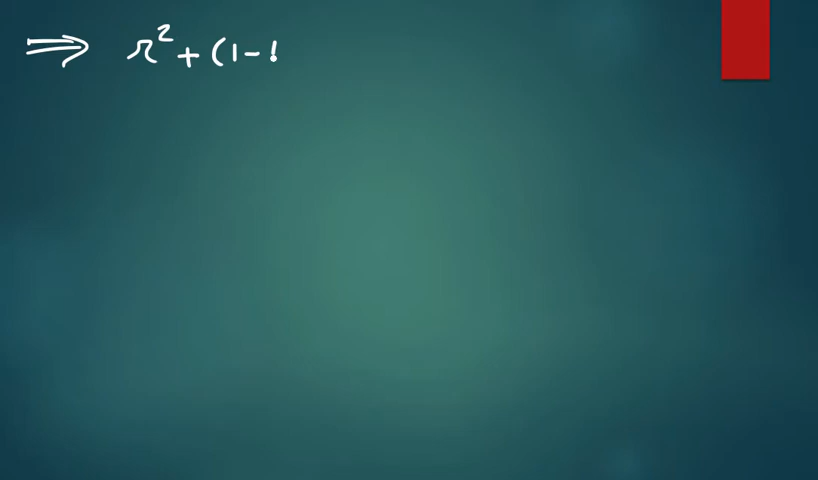 ⇒ r² + (1 -